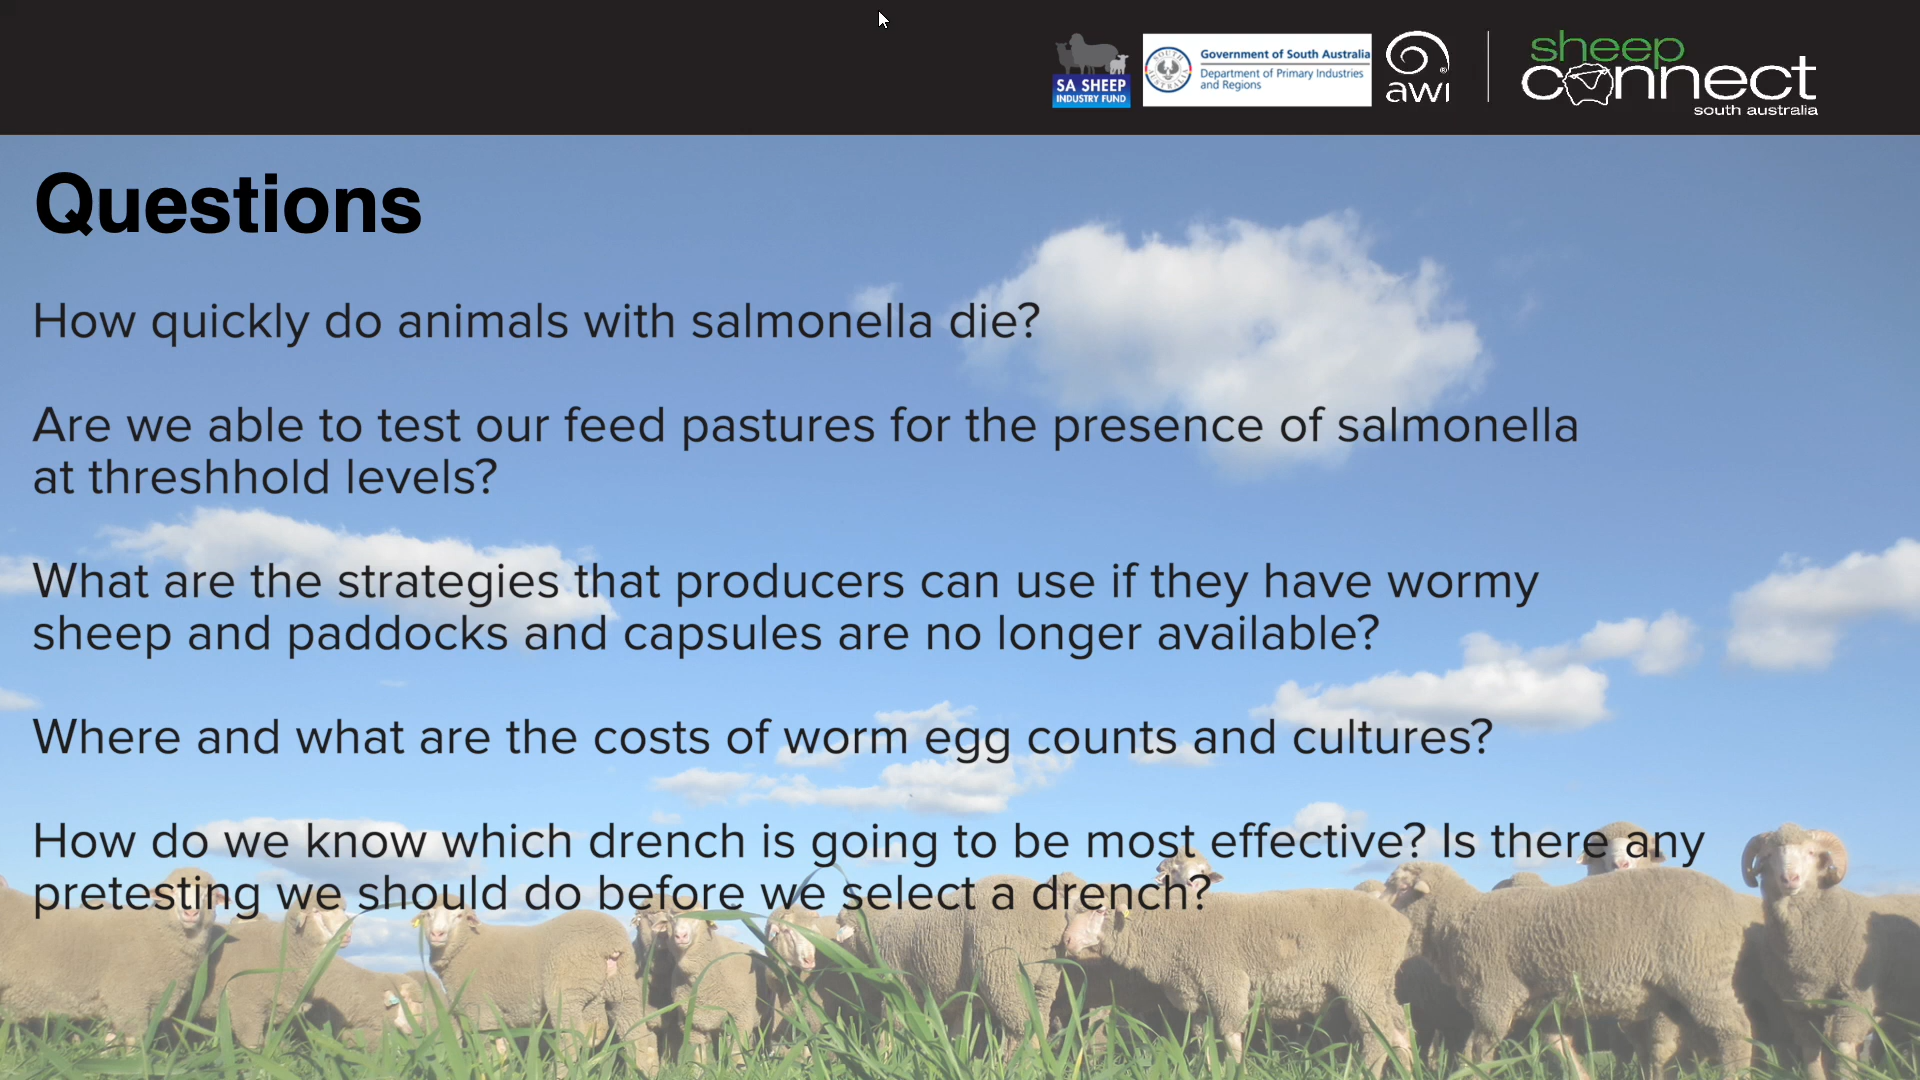 SA SHEEP
INDUSTRY FUND
SOUTH AUSTRALIA
Government of South Australia
Department of Primary Industries
and Regions
awi
sheep
connect
south australia
Questions
How quickly do animals with salmonella die?
Are we able to test our feed pastures for the presence of salmonella
at threshhold levels?
What are the strategies that producers can use if they have wormy
sheep and paddocks and capsules are no longer available?
Where and what are the costs of worm egg counts and cultures?
How do we know which drench is going to be most effective? Is there any
pretesting we should do before we select a drench?